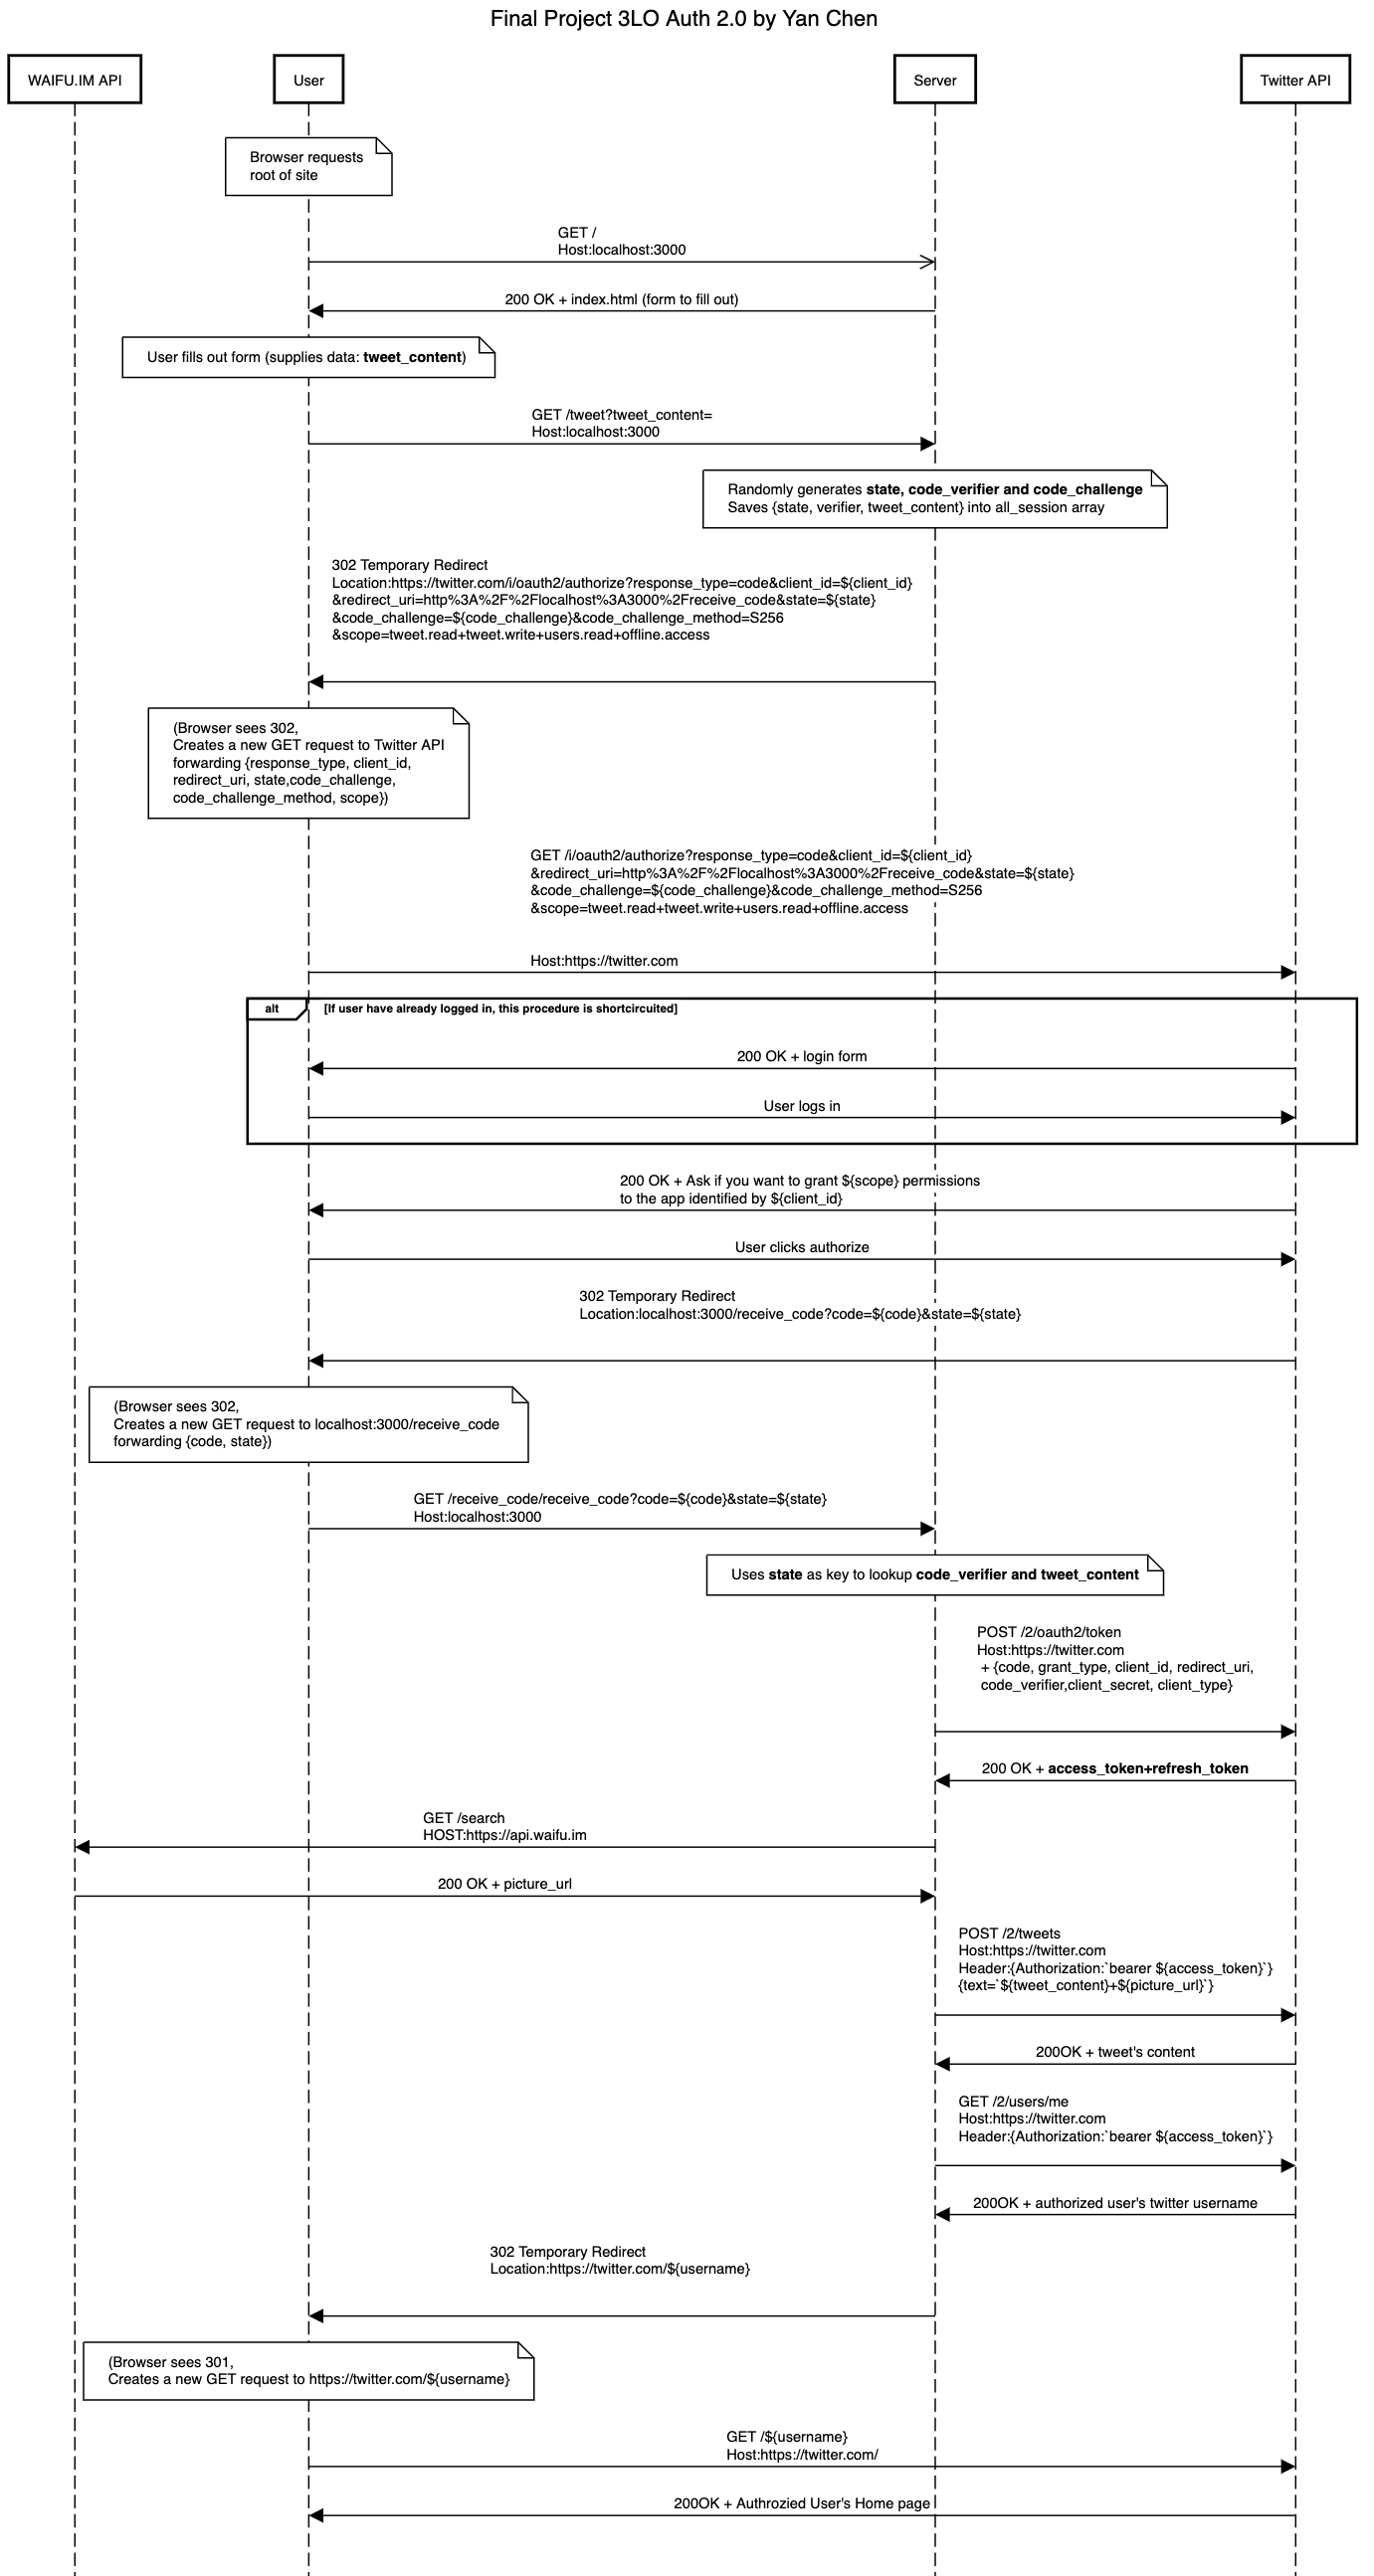 Final Project 3LO Auth 2.0 by Yan Chen
WAIFU.IM API
User
Server
Twitter API
Browser requests
root of site
GET /
Host:localhost:3000
200 OK + index.html (form to fill out)
User fills out form (supplies data: tweet_content)
GET /tweet?tweet_content=
Host:localhost:3000
Randomly generates state, code_verifier and code_challenge
Saves {state, verifier, tweet_content} into all_session array
302 Temporary Redirect
Location:https://twitter.com/i/oauth2/authorize?response_type=code&client_id=${client_id}
&redirect_uri=http%3A%2F%2Flocalhost%3A3000%2Freceive_code&state=${state}
&code_challenge=${code_challenge}&code_challenge_method=S256
&scope=tweet.read+tweet.write+users.read+offline.access
(Browser sees 302,
Creates a new GET request to Twitter API
forwarding {response_type, client_id,
redirect_uri, state,code_challenge,
code_challenge_method, scope})
GET /i/oauth2/authorize?response_type=code&client_id=${client_id}
&redirect_uri=http%3A%2F%2Flocalhost%3A3000%2Freceive_code&state=${state}
&code_challenge=${code_challenge}&code_challenge_method=S256
&scope=tweet.read+tweet.write+users.read+offline.access
Host:https://twitter.com
alt
[If user have already logged in, this procedure is shortcircuited]
200 OK + login form
User logs in
200 OK + Ask if you want to grant ${scope} permissions
to the app identified by ${client_id}
User clicks authorize
302 Temporary Redirect
Location:localhost:3000/receive_code?code=${code}&state=${state}
(Browser sees 302,
Creates a new GET request to localhost:3000/receive_code
forwarding {code, state})
GET /receive_code/receive_code?code=${code}&state=${state}
Host:localhost:3000
Uses state as key to lookup code_verifier and tweet_content
POST /2/oauth2/token
Host:https://twitter.com
+ {code, grant_type, client_id, redirect_uri,
code_verifier,client_secret, client_type}
200 OK + access_token+refresh_token
GET /search
HOST:https://api.waifu.im
200 OK + picture_url
POST /2/tweets
Host:https://twitter.com
Header:{Authorization:`bearer ${access_token}`}
{text=`${tweet_content}+${picture_url}`}
200OK + tweet's content
GET /2/users/me
Host:https://twitter.com
Header:{Authorization:`bearer ${access_token}`}
200OK + authorized user's twitter username
302 Temporary Redirect
Location:https://twitter.com/${username}
(Browser sees 301,
Creates a new GET request to https://twitter.com/${username}
GET /${username}
Host:https://twitter.com/
200OK + Authrozied User's Home page